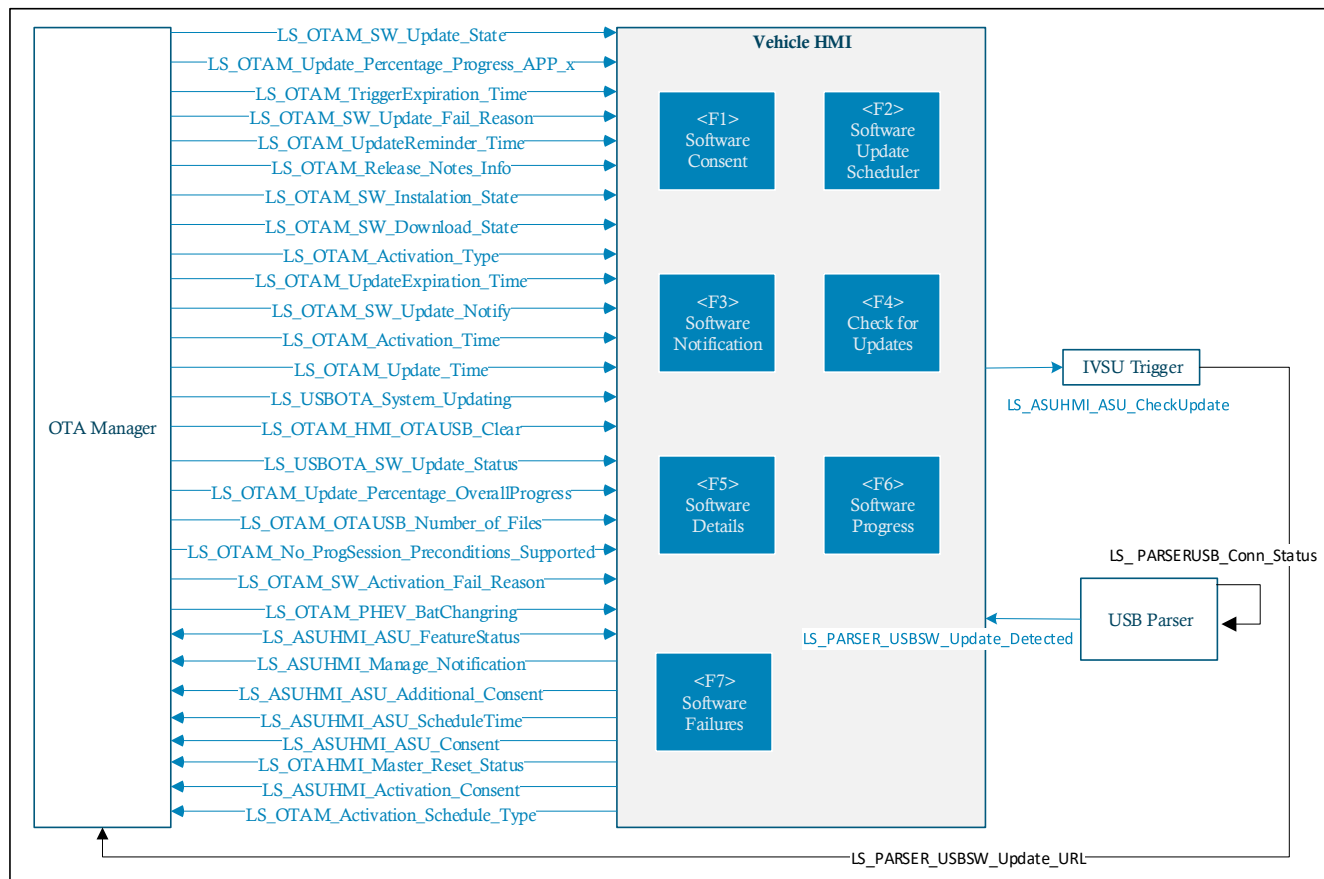 OTA Manager
LS_OTAM_SW_Update_State
LS_OTAM_Update_Percentage_Progress_APP_x
LS_OTAM_TriggerExpiration_Time
LS_OTAM_SW_Update_Fail_Reason
LS_OTAM_UpdateReminder_Time
LS_OTAM_Release_Notes_Info
LS_OTAM_SW_Instalation_State
LS_OTAM_SW_Download_State
LS_OTAM_Activation_Type
LS_OTAM_UpdateExpiration_Time
LS_OTAM_SW_Update_Notify
LS_OTAM_Activation_Time
LS_OTAM_Update_Time
LS_USBOTA_System_Updating
LS_OTAM_HMI_OTAUSB_Clear
LS_USBOTA_SW_Update_Status
LS_OTAM_Update_Percentage_OverallProgress
LS_OTAM_OTAUSB_Number_of_Files
LS_OTAM_No_ProgSession_Preconditions_Supported
LS_OTAM_SW_Activation_Fail_Reason
LS_OTAM_PHEV_BatChangring
LS_ASUHMI_ASU_FeatureStatus
LS_ASUHMI_Manage_Notification
LS_ASUHMI_ASU_Additional_Consent
LS_ASUHMI_ASU_ScheduleTime
LS_ASUHMI_ASU_Consent
LS_OTAHMI_Master_Reset_Status
LS_ASUHMI_Activation_Consent
LS_OTAM_Activation_Schedule_Type
Vehicle HMI
<F1>
Software
Consent
<F2>
Software
Update
Scheduler
<F3>
Software
Notification
<F4>
Check for
Updates
<F5>
Software
Details
<F6>
Software
Progress
<F7>
Software
Failures
IVSU Trigger
LS_ASUHMI_ASU_CheckUpdate
LS_ PARSERUSB_Conn_Status
USB Parser
LS_PARSER_USBSW_Update_Detected
LS_PARSER_USBSW_Update_URL